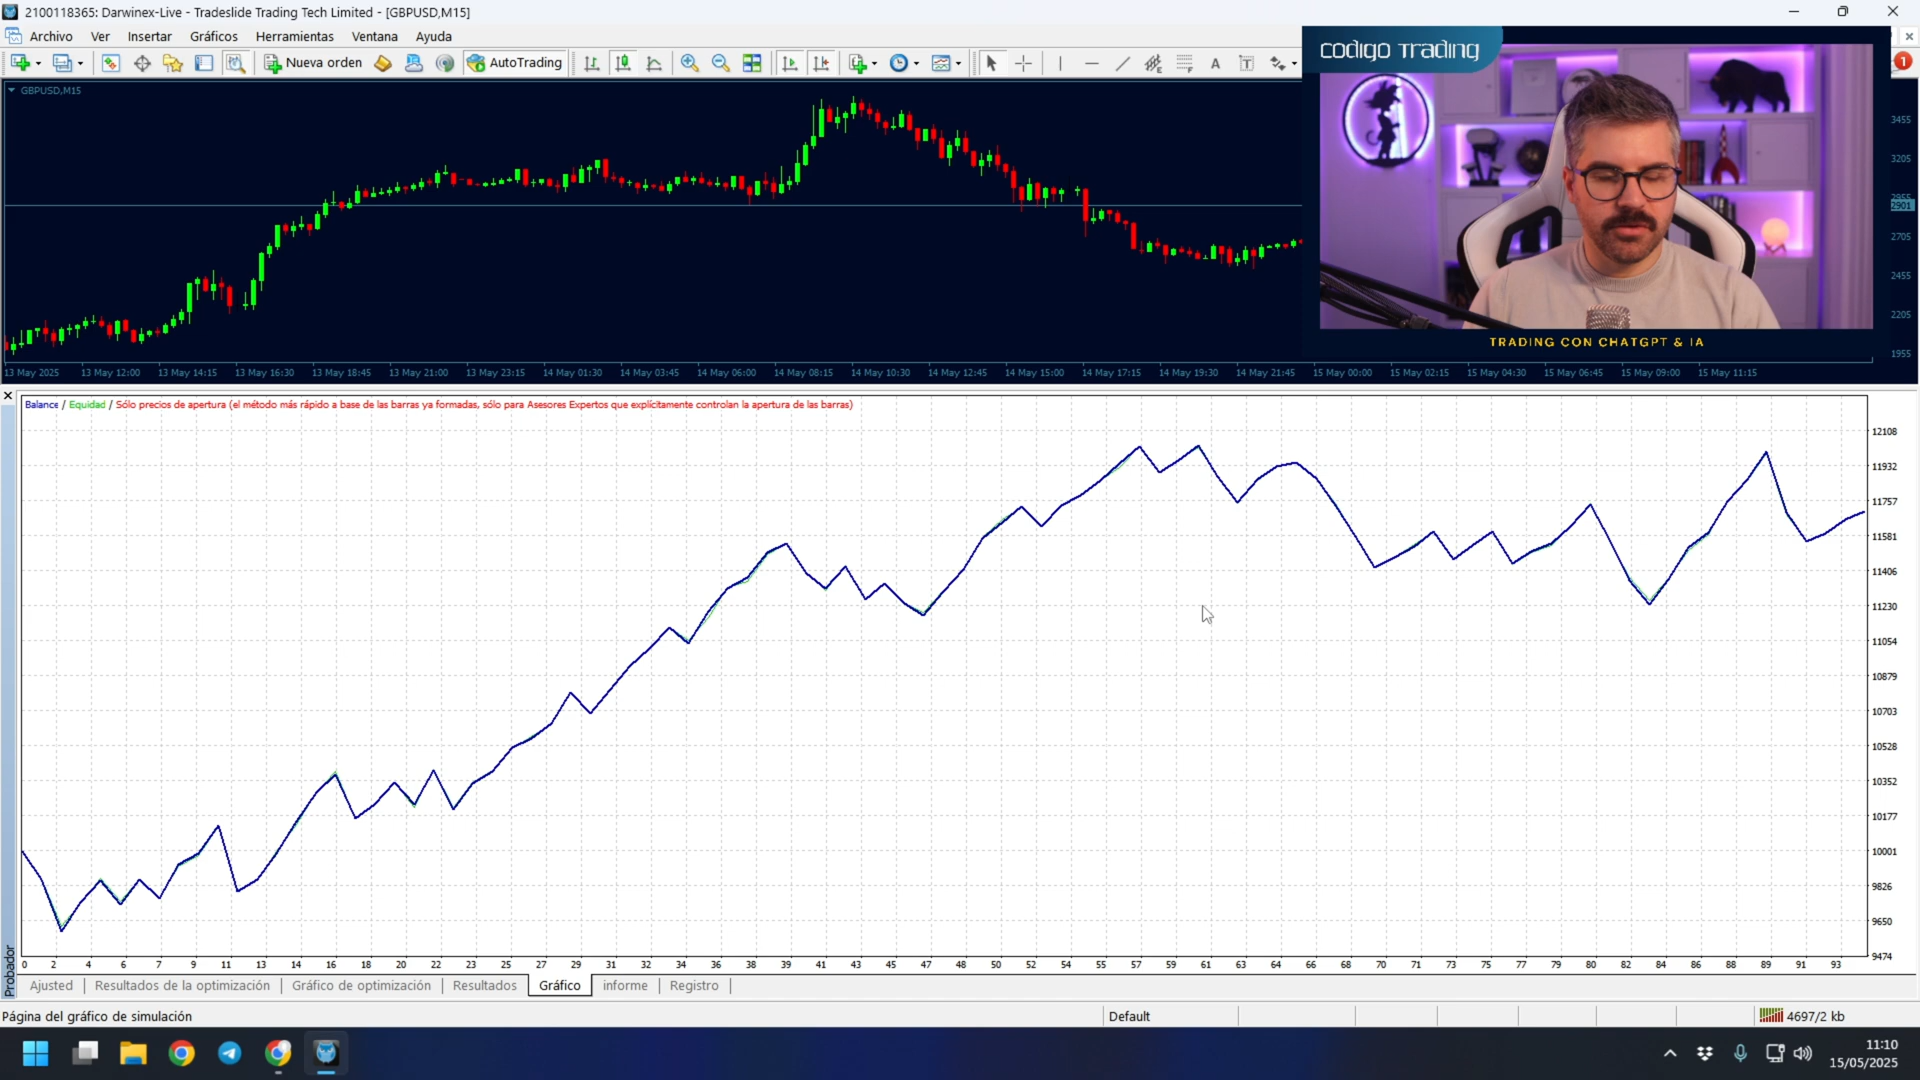 2100118365: Darwinex-Live - Tradeslide Trading Tech Limited - [GBPUSD,M15]
Archivo Ver Insertar Gráficos Herramientas Ventana Ayuda
Nueva orden AutoTrading A T 1
codigo Trading
GBPUSD,M15
3455
3205
2955
2901
2705
2455
2205
1955
TRADING CON CHATGPT & IA
13 May 2025 13 May 12:00 13 May 14:15 13 May 16:30 13 May 18:45 13 May 21:00 13 May 23:15 14 May 01:30 14 May 03:45 14 May 06:00 14 May 08:15 14 May 10:30 14 May 12:45 14 May 15:00 14 May 17:15 14 May 19:30 14 May 21:45 15 May 00:00 15 May 02:15 15 May 04:30 15 May 06:45 15 May 09:00 15 May 11:15
Balance / Equidad / Sólo precios de apertura (el método más rápido a base de las barras ya formadas, sólo para Asesores Expertos que explícitamente controlan la apertura de las barras)
12108
11932
11757
11581
11406
11230
11054
10879
10703
10528
10352
10177
10001
9826
9650
9474
0 2 4 6 7 9 11 13 14 16 18 20 22 23 25 27 29 31 32 34 36 38 39 41 43 45 47 48 50 52 54 55 57 59 61 63 64 66 68 70 71 73 75 77 79 80 82 84 86 88 89 91 93
Probador
Ajusted Resultados de la optimización Gráfico de optimización Resultados Gráfico informe Registro
Página del gráfico de simulación Default 4697/2 kb
11:10
15/05/2025